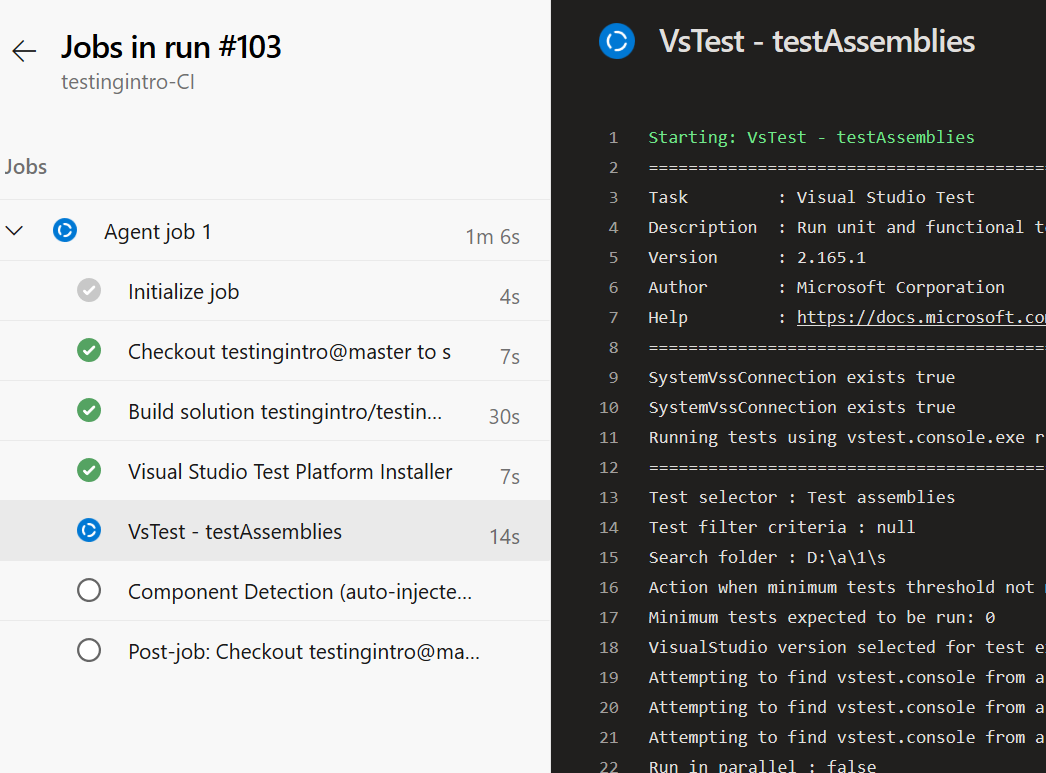 Jobs in run #103
testingintro-CI
Jobs
Agent job 1 1m 6s
Initialize job 4s
Checkout testingintro@master to s 7s
Build solution testingintro/testin... 30s
Visual Studio Test Platform Installer 7s
VsTest - testAssemblies 14s
Component Detection (auto-injecte...
Post-job: Checkout testingintro@ma...
VsTest - testAssemblies
1 Starting: VsTest - testAssemblies
2 ========================================
3 Task : Visual Studio Test
4 Description : Run unit and functional t
5 Version : 2.165.1
6 Author : Microsoft Corporation
7 Help : https://docs.microsoft.co
8 ========================================
9 SystemVssConnection exists true
10 SystemVssConnection exists true
11 Running tests using vstest.console.exe r
12 ========================================
13 Test selector : Test assemblies
14 Test filter criteria : null
15 Search folder : D:\a\1\s
16 Action when minimum tests threshold not
17 Minimum tests expected to be run: 0
18 VisualStudio version selected for test e
19 Attempting to find vstest.console from a
20 Attempting to find vstest.console from a
21 Attempting to find vstest.console from a
22 Run in parallel : false